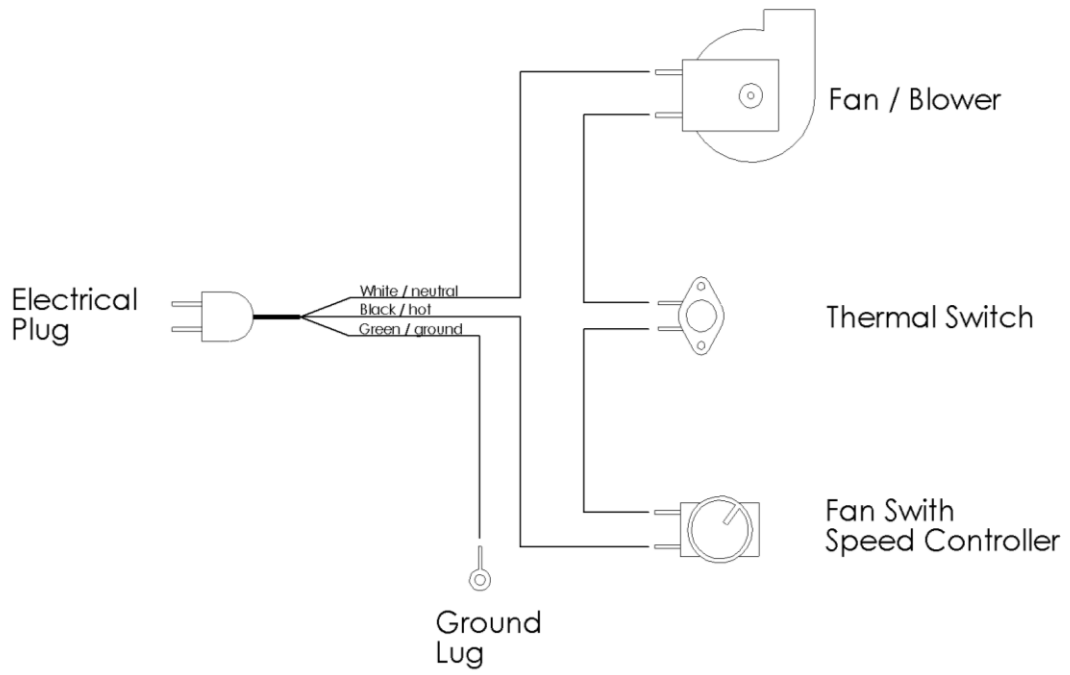 Fan / Blower
Electrical
Plug
White / neutral
Black / hot
Green / ground
Thermal Switch
Fan Swith
Speed Controller
Ground
Lug